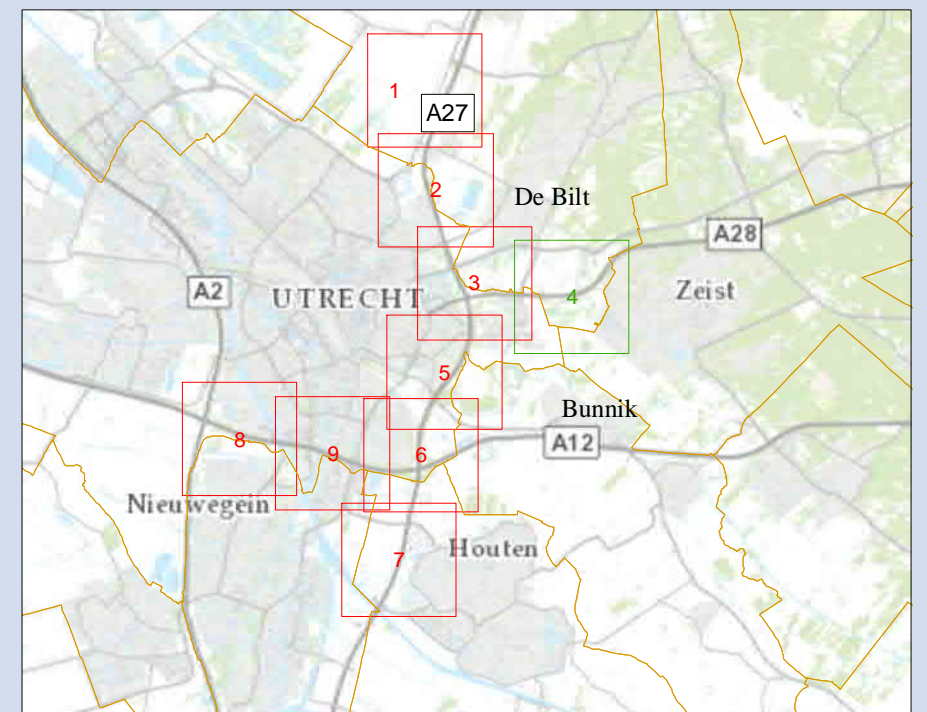 1
A27
2
De Bilt
A28
3
4
A2
UTRECHT
Zeist
5
Bunnik
A12
8
9
6
Nieuwegein
Houten
7